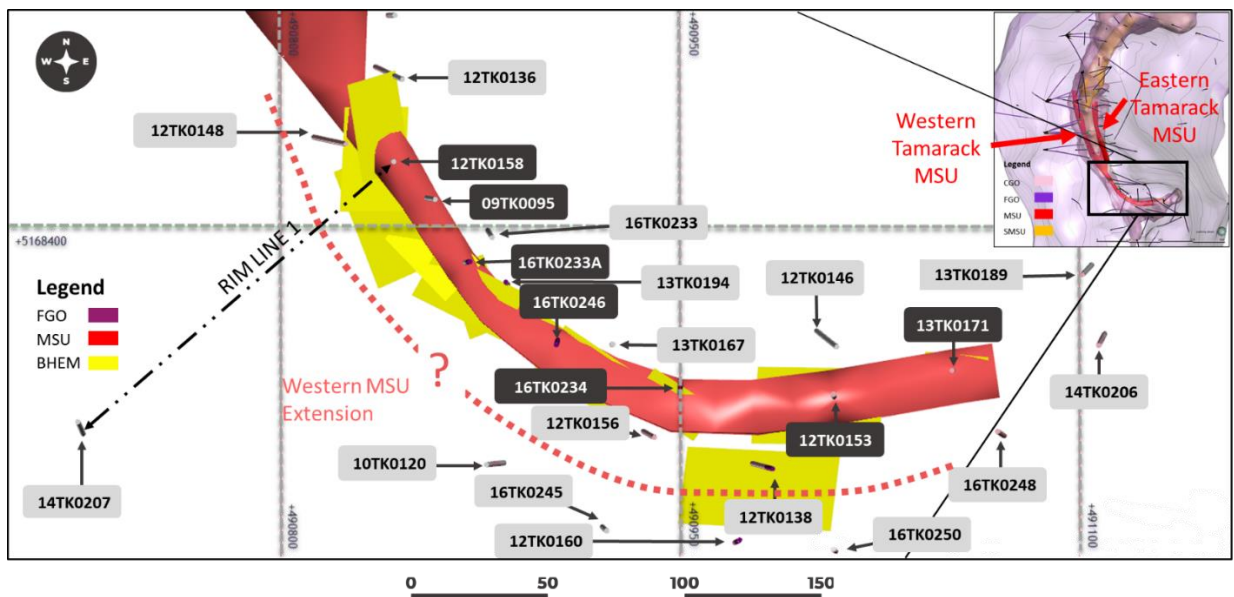 N
W
E
S
+490800
+490950
12TK0136
12TK0148
12TK0158
09TK0095
16TK0233
+5168400
RIM LINE 1
16TK0233A
13TK0194
12TK0146
13TK0189
16TK0246
13TK0171
13TK0167
14TK0206
Legend
FGO
MSU
BHEM
?
Western MSU
Extension
16TK0234
12TK0156
12TK0153
10TK0120
16TK0248
14TK0207
16TK0245
12TK0138
12TK0160
16TK0250
+490800
+490950
+491100
Western
Tamarack
MSU
Eastern
Tamarack
MSU
Legend
CGO
FGO
MSU
SMSU
0
50
100
150